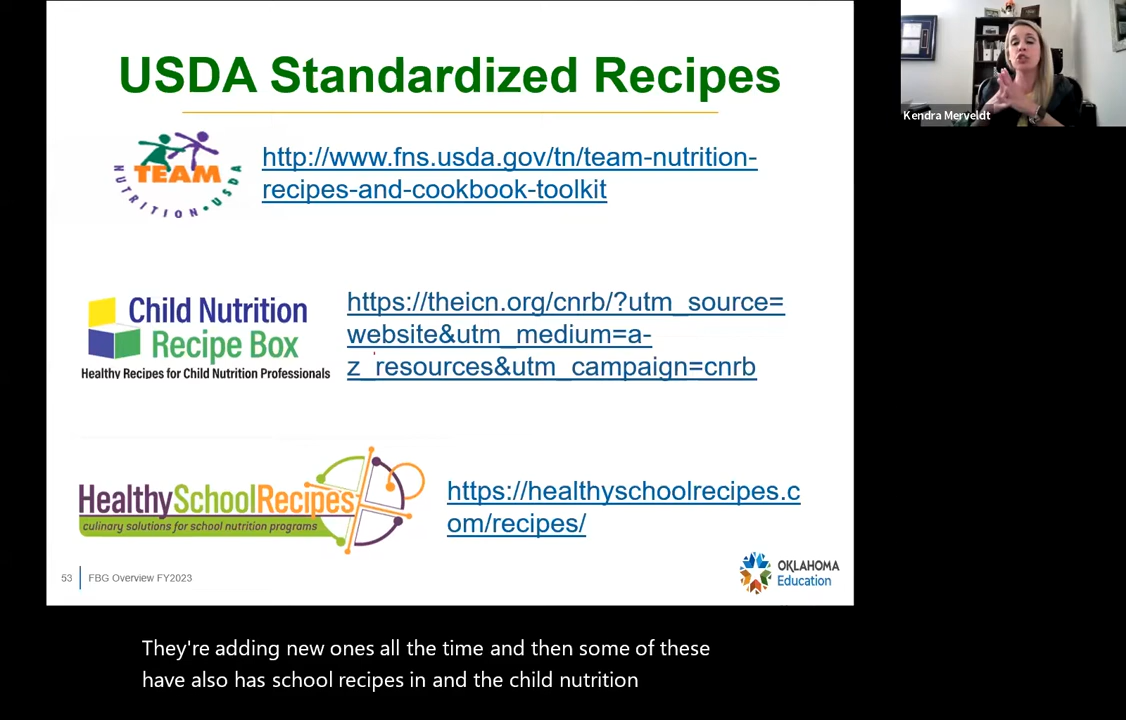 USDA Standardized Recipes
TEAM
NUTRITION • USDA
http://www.fns.usda.gov/tn/team-nutrition-
recipes-and-cookbook-toolkit
Child Nutrition
Recipe Box
Healthy Recipes for Child Nutrition Professionals
https://theicn.org/cnrb/?utm_source=
website&utm_medium=a-
z_resources&utm_campaign=cnrb
HealthySchoolRecipes
culinary solutions for school nutrition programs
https://healthyschoolrecipes.c
om/recipes/
53
FBG Overview FY2023
OKLAHOMA
Education
Kendra Merveldt
They're adding new ones all the time and then some of these
have also has school recipes in and the child nutrition